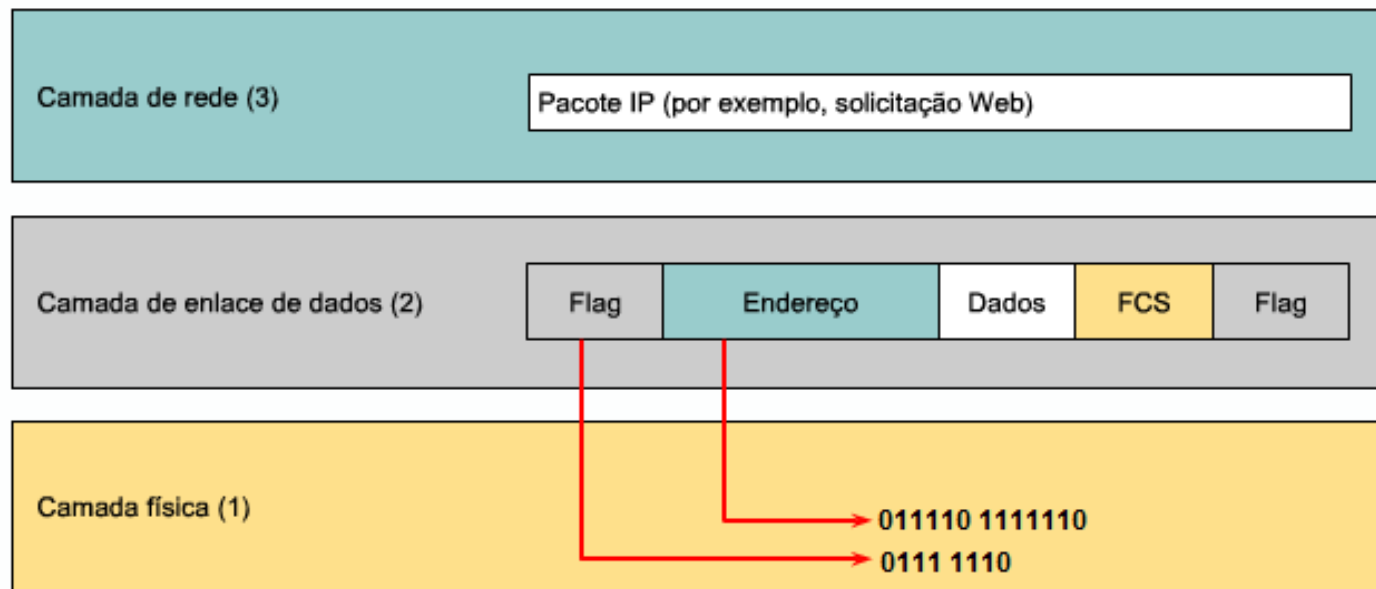 Camada de rede (3)
Pacote IP (por exemplo, solicitação Web)
Camada de enlace de dados (2)
Flag
Endereço
Dados
FCS
Flag
Camada física (1)
011110 1111110
0111 1110